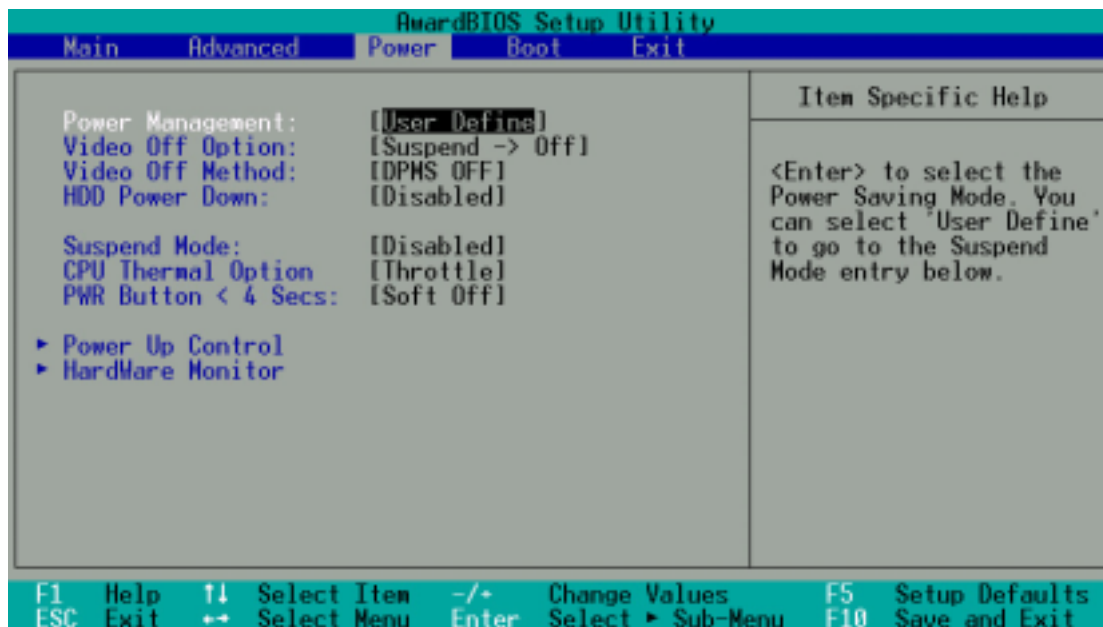 AwardBIOS Setup Utility
Main Advanced Power Boot Exit
Power Management: [User Define]
Video Off Option: [Suspend -> Off]
Video Off Method: [DPMS OFF]
HDD Power Down: [Disabled]
Suspend Mode: [Disabled]
CPU Thermal Option [Throttle]
PWR Button < 4 Secs: [Soft Off]
► Power Up Control
► HardWare Monitor
Item Specific Help
<Enter> to select the
Power Saving Mode. You
can select 'User Define'
to go to the Suspend
Mode entry below.
F1 Help ↑↓ Select Item -/+ Change Values F5 Setup Defaults
ESC Exit ←→ Select Menu Enter Select ► Sub-Menu F10 Save and Exit